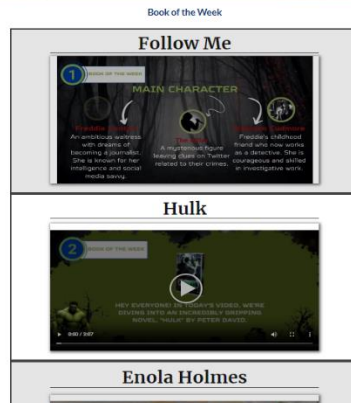 Book of the Week
Follow Me
1 BOOK OF THE WEEK
MAIN CHARACTER
An ambitious waitress
with dreams of
becoming a journalist.
She is known for her
intelligence and social
media savvy.
A mysterious figure
leaving clues on Twitter
related to their crimes.
Freddie's childhood
friend who now works
as a detective. She is
courageous and skilled
in investigative work.
Hulk
2 BOOK OF THE WEEK
HEY EVERYONE! IN TODAY'S VIDEO, WE'RE
DIVING INTO AN INCREDIBLY GRIPPING
NOVEL, "HULK" BY PETER DAVID.
0:00 / 2:07
Enola Holmes